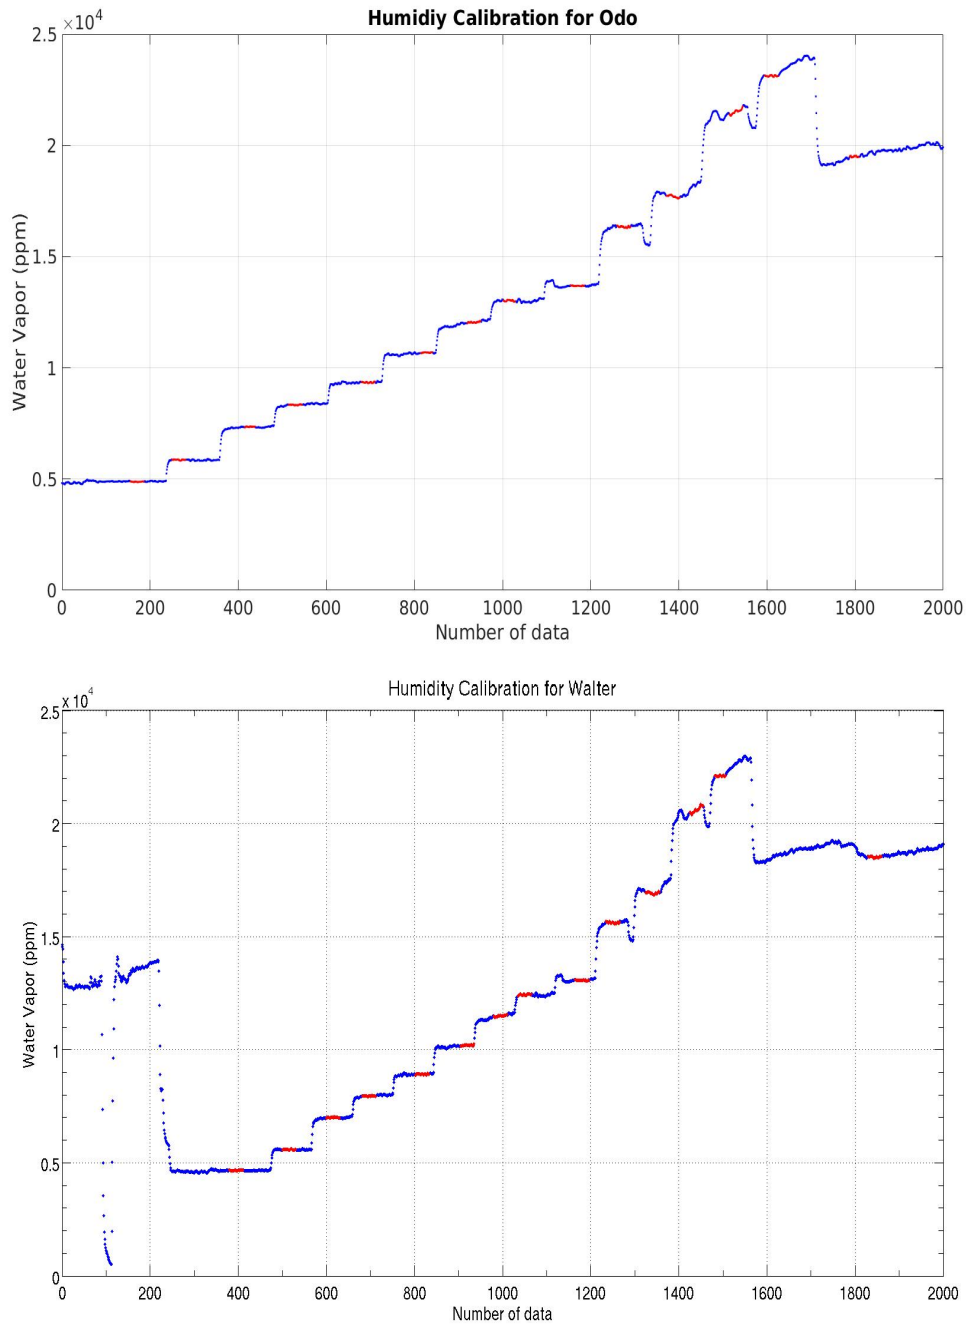 Humidiy Calibration for Odo
×10⁴
2.5
2
1.5
1
0.5
0
Water Vapor (ppm)
0 200 400 600 800 1000 1200 1400 1600 1800 2000
Number of data
Humidity Calibration for Walter
x 10⁴
2.5
2
1.5
1
0.5
0
Water Vapor (ppm)
0 200 400 600 800 1000 1200 1400 1600 1800 2000
Number of data